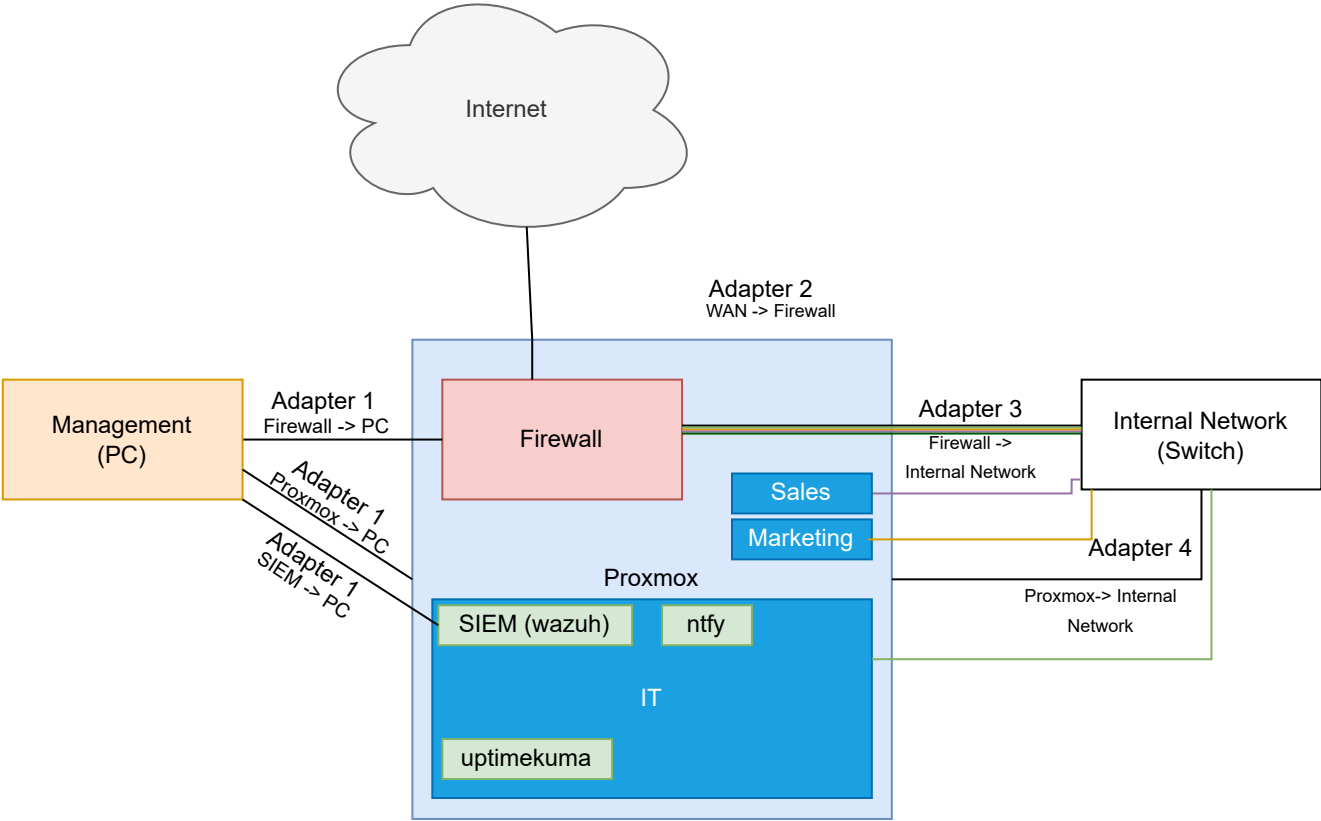 Internet
Adapter 2
WAN -> Firewall
Management
(PC)
Adapter 1
Firewall -> PC
Firewall
Adapter 3
Firewall ->
Internal Network
Internal Network
(Switch)
Adapter 1
Proxmox -> PC
Adapter 1
SIEM -> PC
Sales
Marketing
Adapter 4
Proxmox-> Internal
Network
Proxmox
SIEM (wazuh)
ntfy
IT
uptimekuma